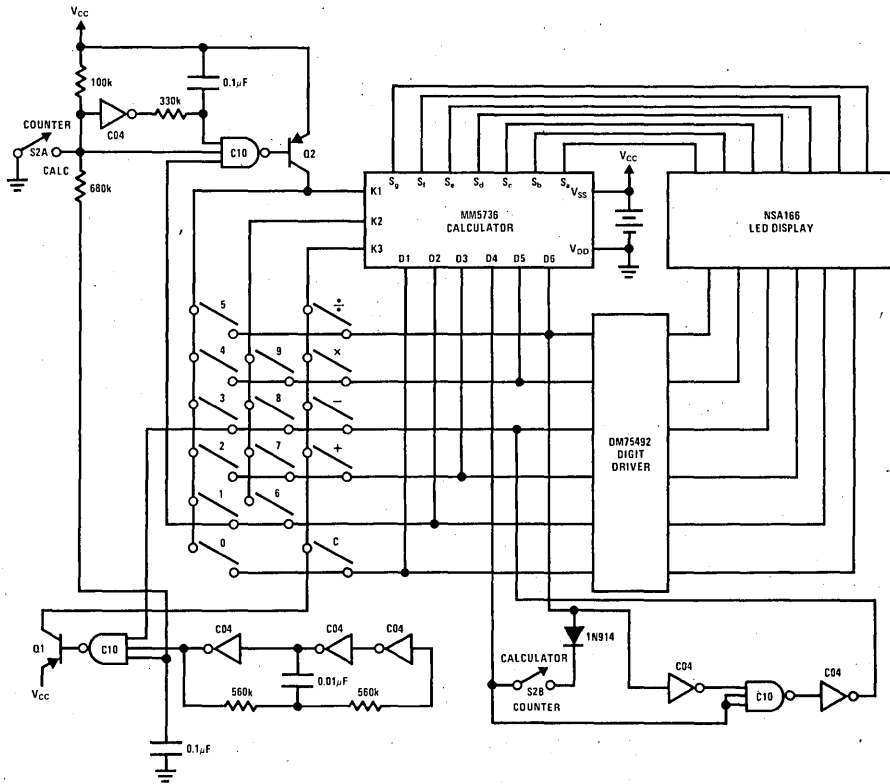 VCC
100k
0.1µF
330k
C04
COUNTER
S2A
CALC
680k
C10
Q2
Sg Sf Se Sd Sc Sb Sa
VCC
K1
K2
K3
VSS
MM5736
CALCULATOR
VDD
D1 D2 D3 D4 D5 D6
NSA166
LED DISPLAY
5 ÷
4 9 ×
3 8 −
2 7 +
1 6
0 C
DM75492
DIGIT
DRIVER
Q1
VCC
C10
C04 C04 C04
0.01µF
560k 560k
0.1µF
1N914
CALCULATOR
S2B
COUNTER
C04
C10
C04